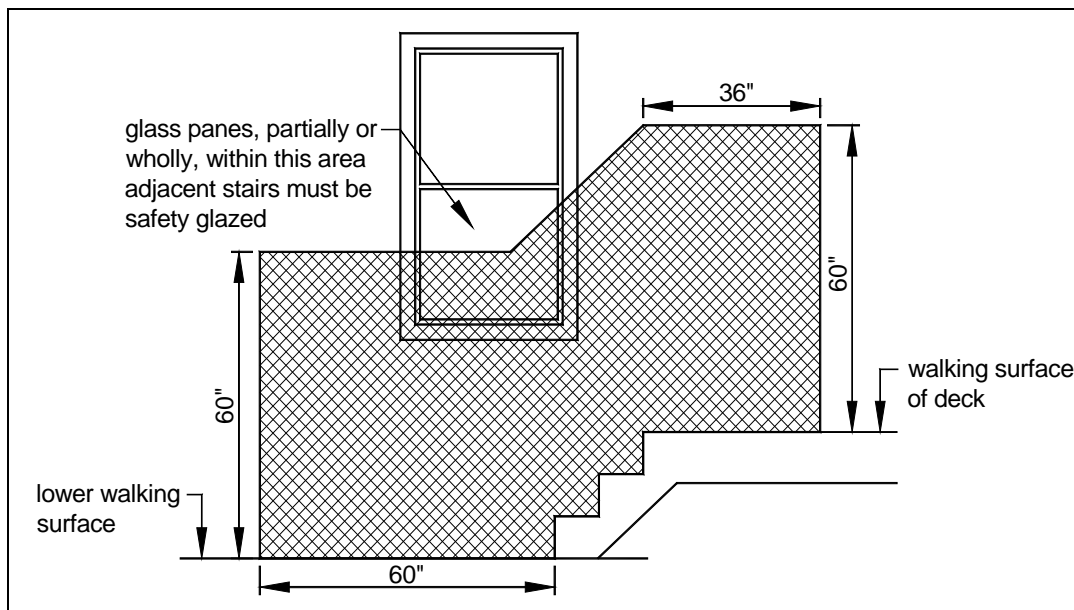 36"
glass panes, partially or
wholly, within this area
adjacent stairs must be
safety glazed
60"
60"
walking surface
of deck
lower walking
surface
60"